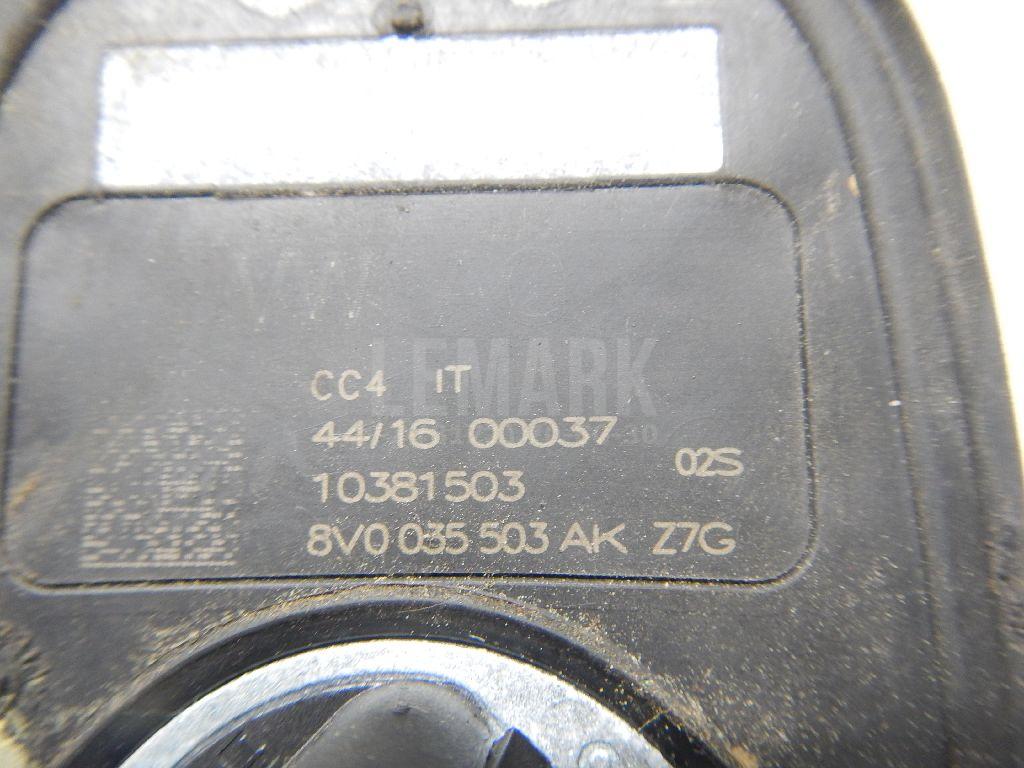 LEMARK
CC4 IT
44/16 00037
02S
10381503
8V0 035 503 AK Z7G